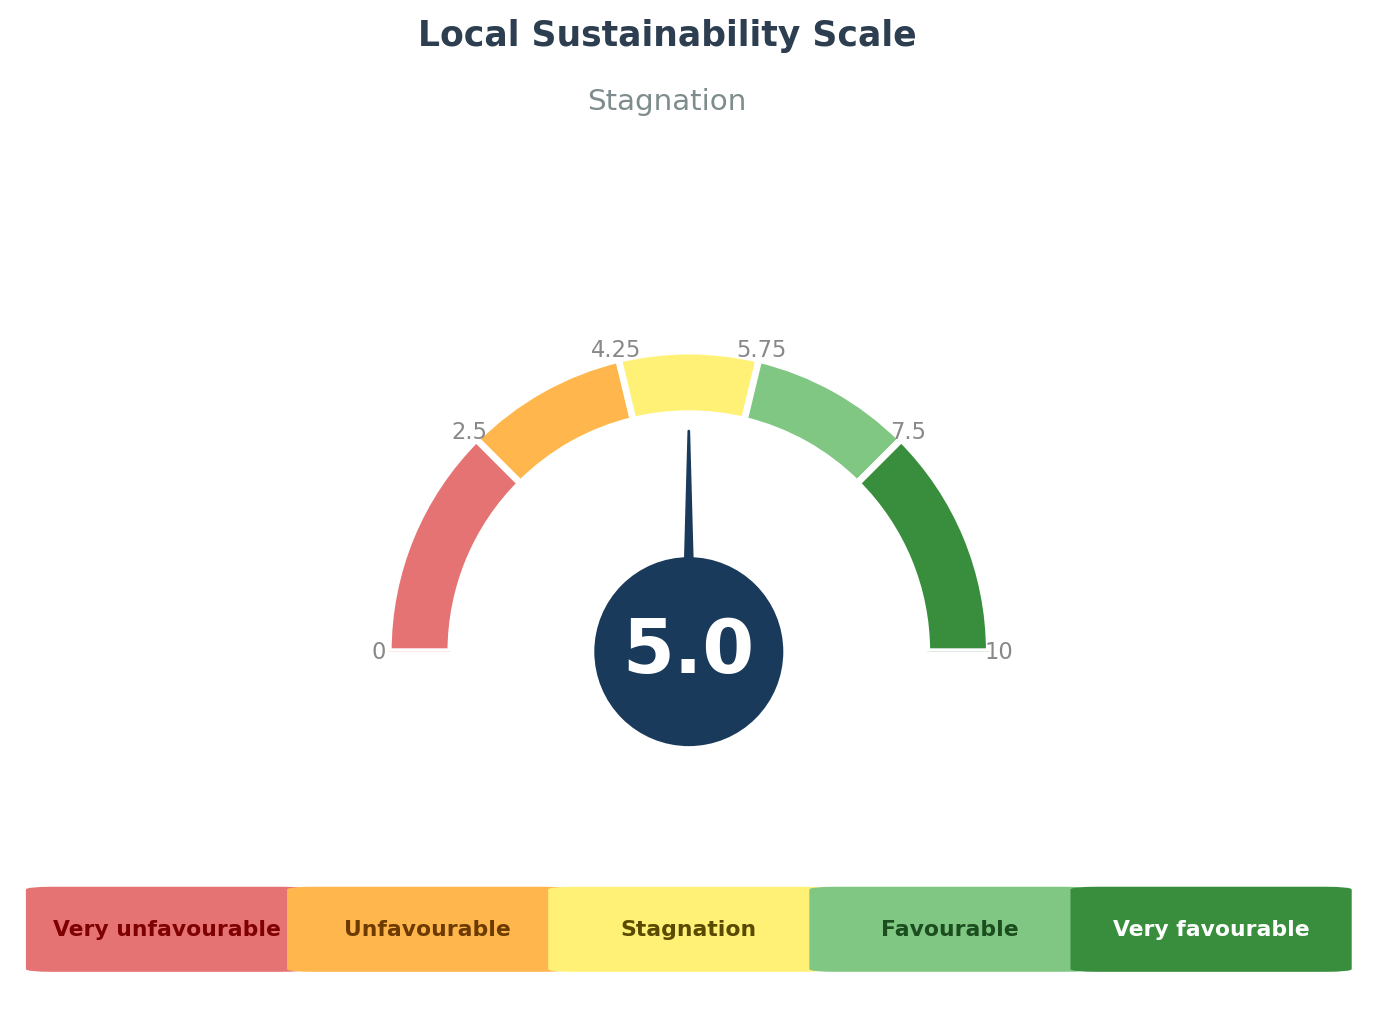 Local Sustainability Scale
Stagnation
4.25 5.75
2.5 7.5
0 5.0 10
Very unfavourable Unfavourable Stagnation Favourable Very favourable